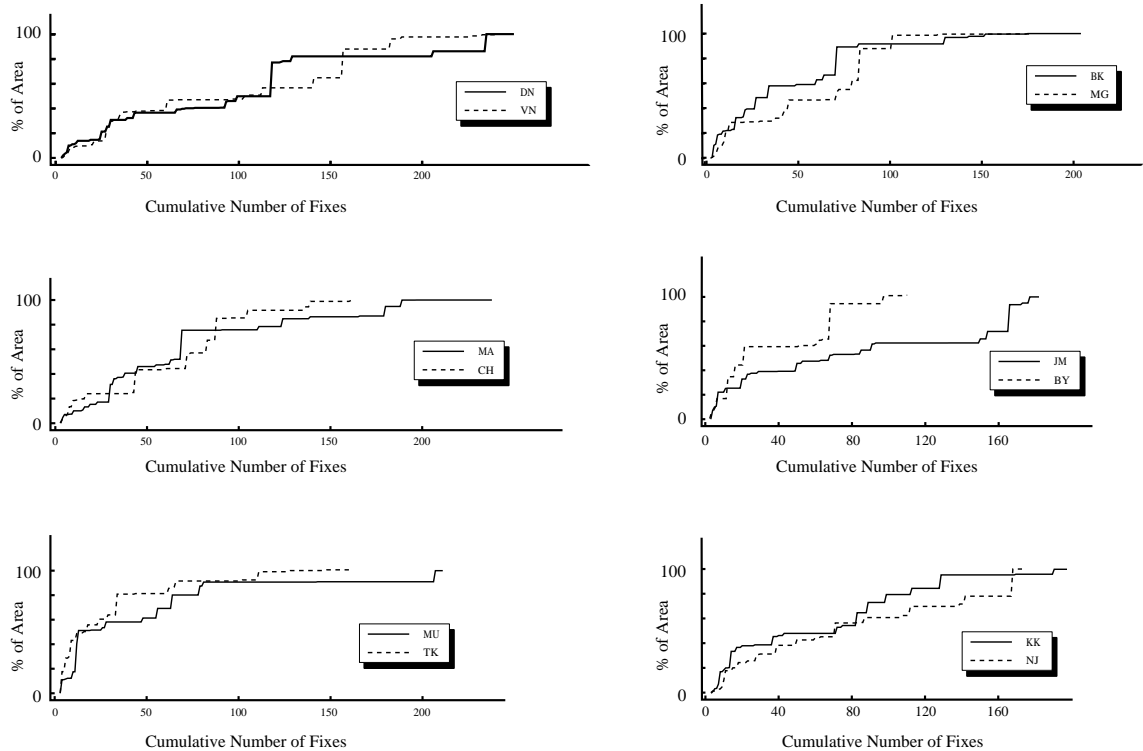 % of Area
100
0
0 50 100 150 200
Cumulative Number of Fixes
DN
VN
% of Area
100
0
0 50 100 150 200
Cumulative Number of Fixes
BK
MG
% of Area
100
0
0 50 100 150 200
Cumulative Number of Fixes
MA
CH
% of Area
100
0
0 40 80 120 160
Cumulative Number of Fixes
JM
BY
% of Area
100
0
0 50 100 150 200
Cumulative Number of Fixes
MU
TK
% of Area
100
0
0 40 80 120 160
Cumulative Number of Fixes
KK
NJ